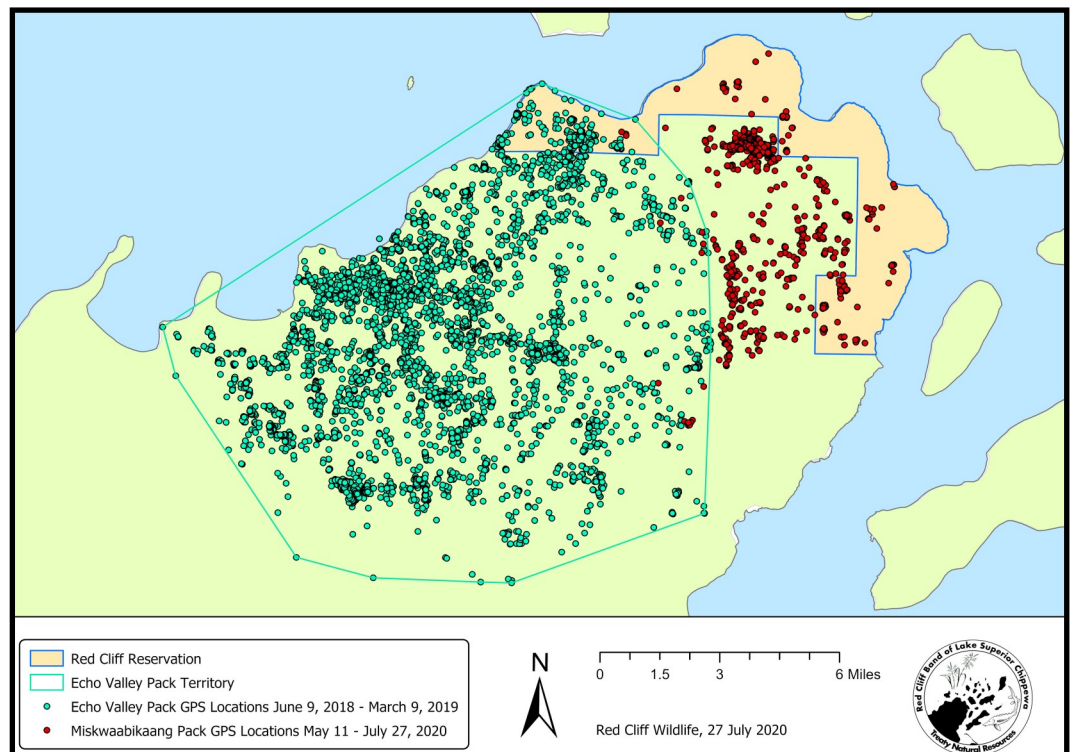 Red Cliff Reservation
Echo Valley Pack Territory
Echo Valley Pack GPS Locations June 9, 2018 - March 9, 2019
Miskwaabikaang Pack GPS Locations May 11 - July 27, 2020
N
0 1.5 3 6 Miles
Red Cliff Wildlife, 27 July 2020
Red Cliff Band of Lake Superior Chippewa
Treaty Natural Resources